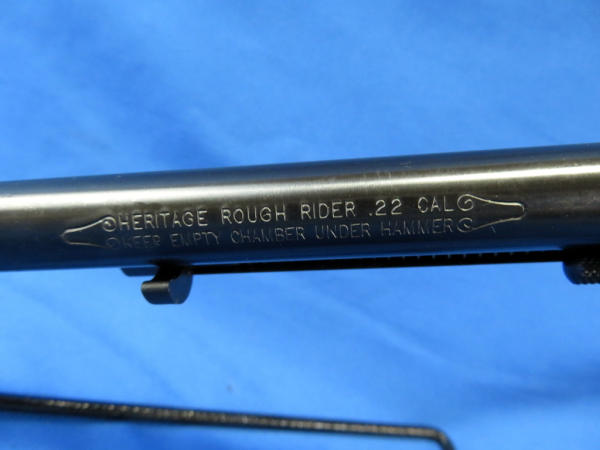 HERITAGE ROUGH RIDER .22 CAL
KEEP EMPTY CHAMBER UNDER HAMMER